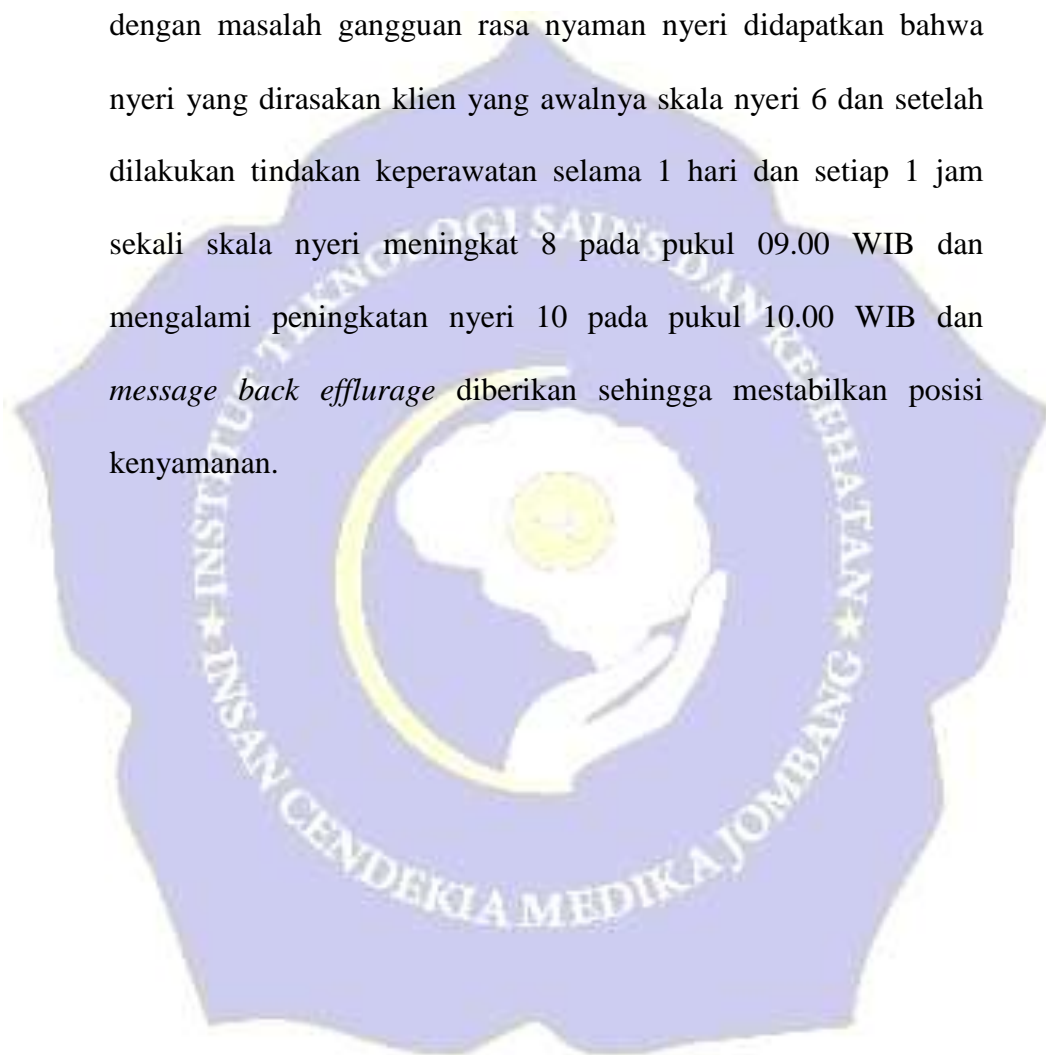 dengan masalah gangguan rasa nyaman nyeri didapatkan bahwa
nyeri yang dirasakan klien yang awalnya skala nyeri 6 dan setelah
dilakukan tindakan keperawatan selama 1 hari dan setiap 1 jam
sekali skala nyeri meningkat 8 pada pukul 09.00 WIB dan
mengalami peningkatan nyeri 10 pada pukul 10.00 WIB dan
message back efflurage diberikan sehingga mestabilkan posisi
kenyamanan.
INSTITUT TEKNOLOGI SAINS DAN KESEHATAN
★ INSAN CENDEKIA MEDIKA JOMBANG ★